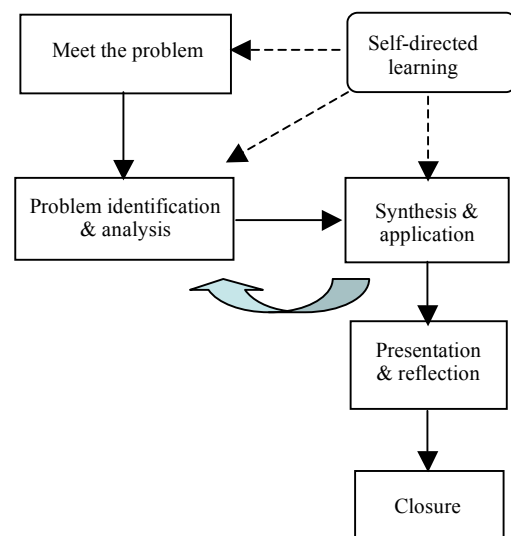 Meet the problem
Self-directed
learning
Problem identification
& analysis
Synthesis &
application
Presentation
& reflection
Closure